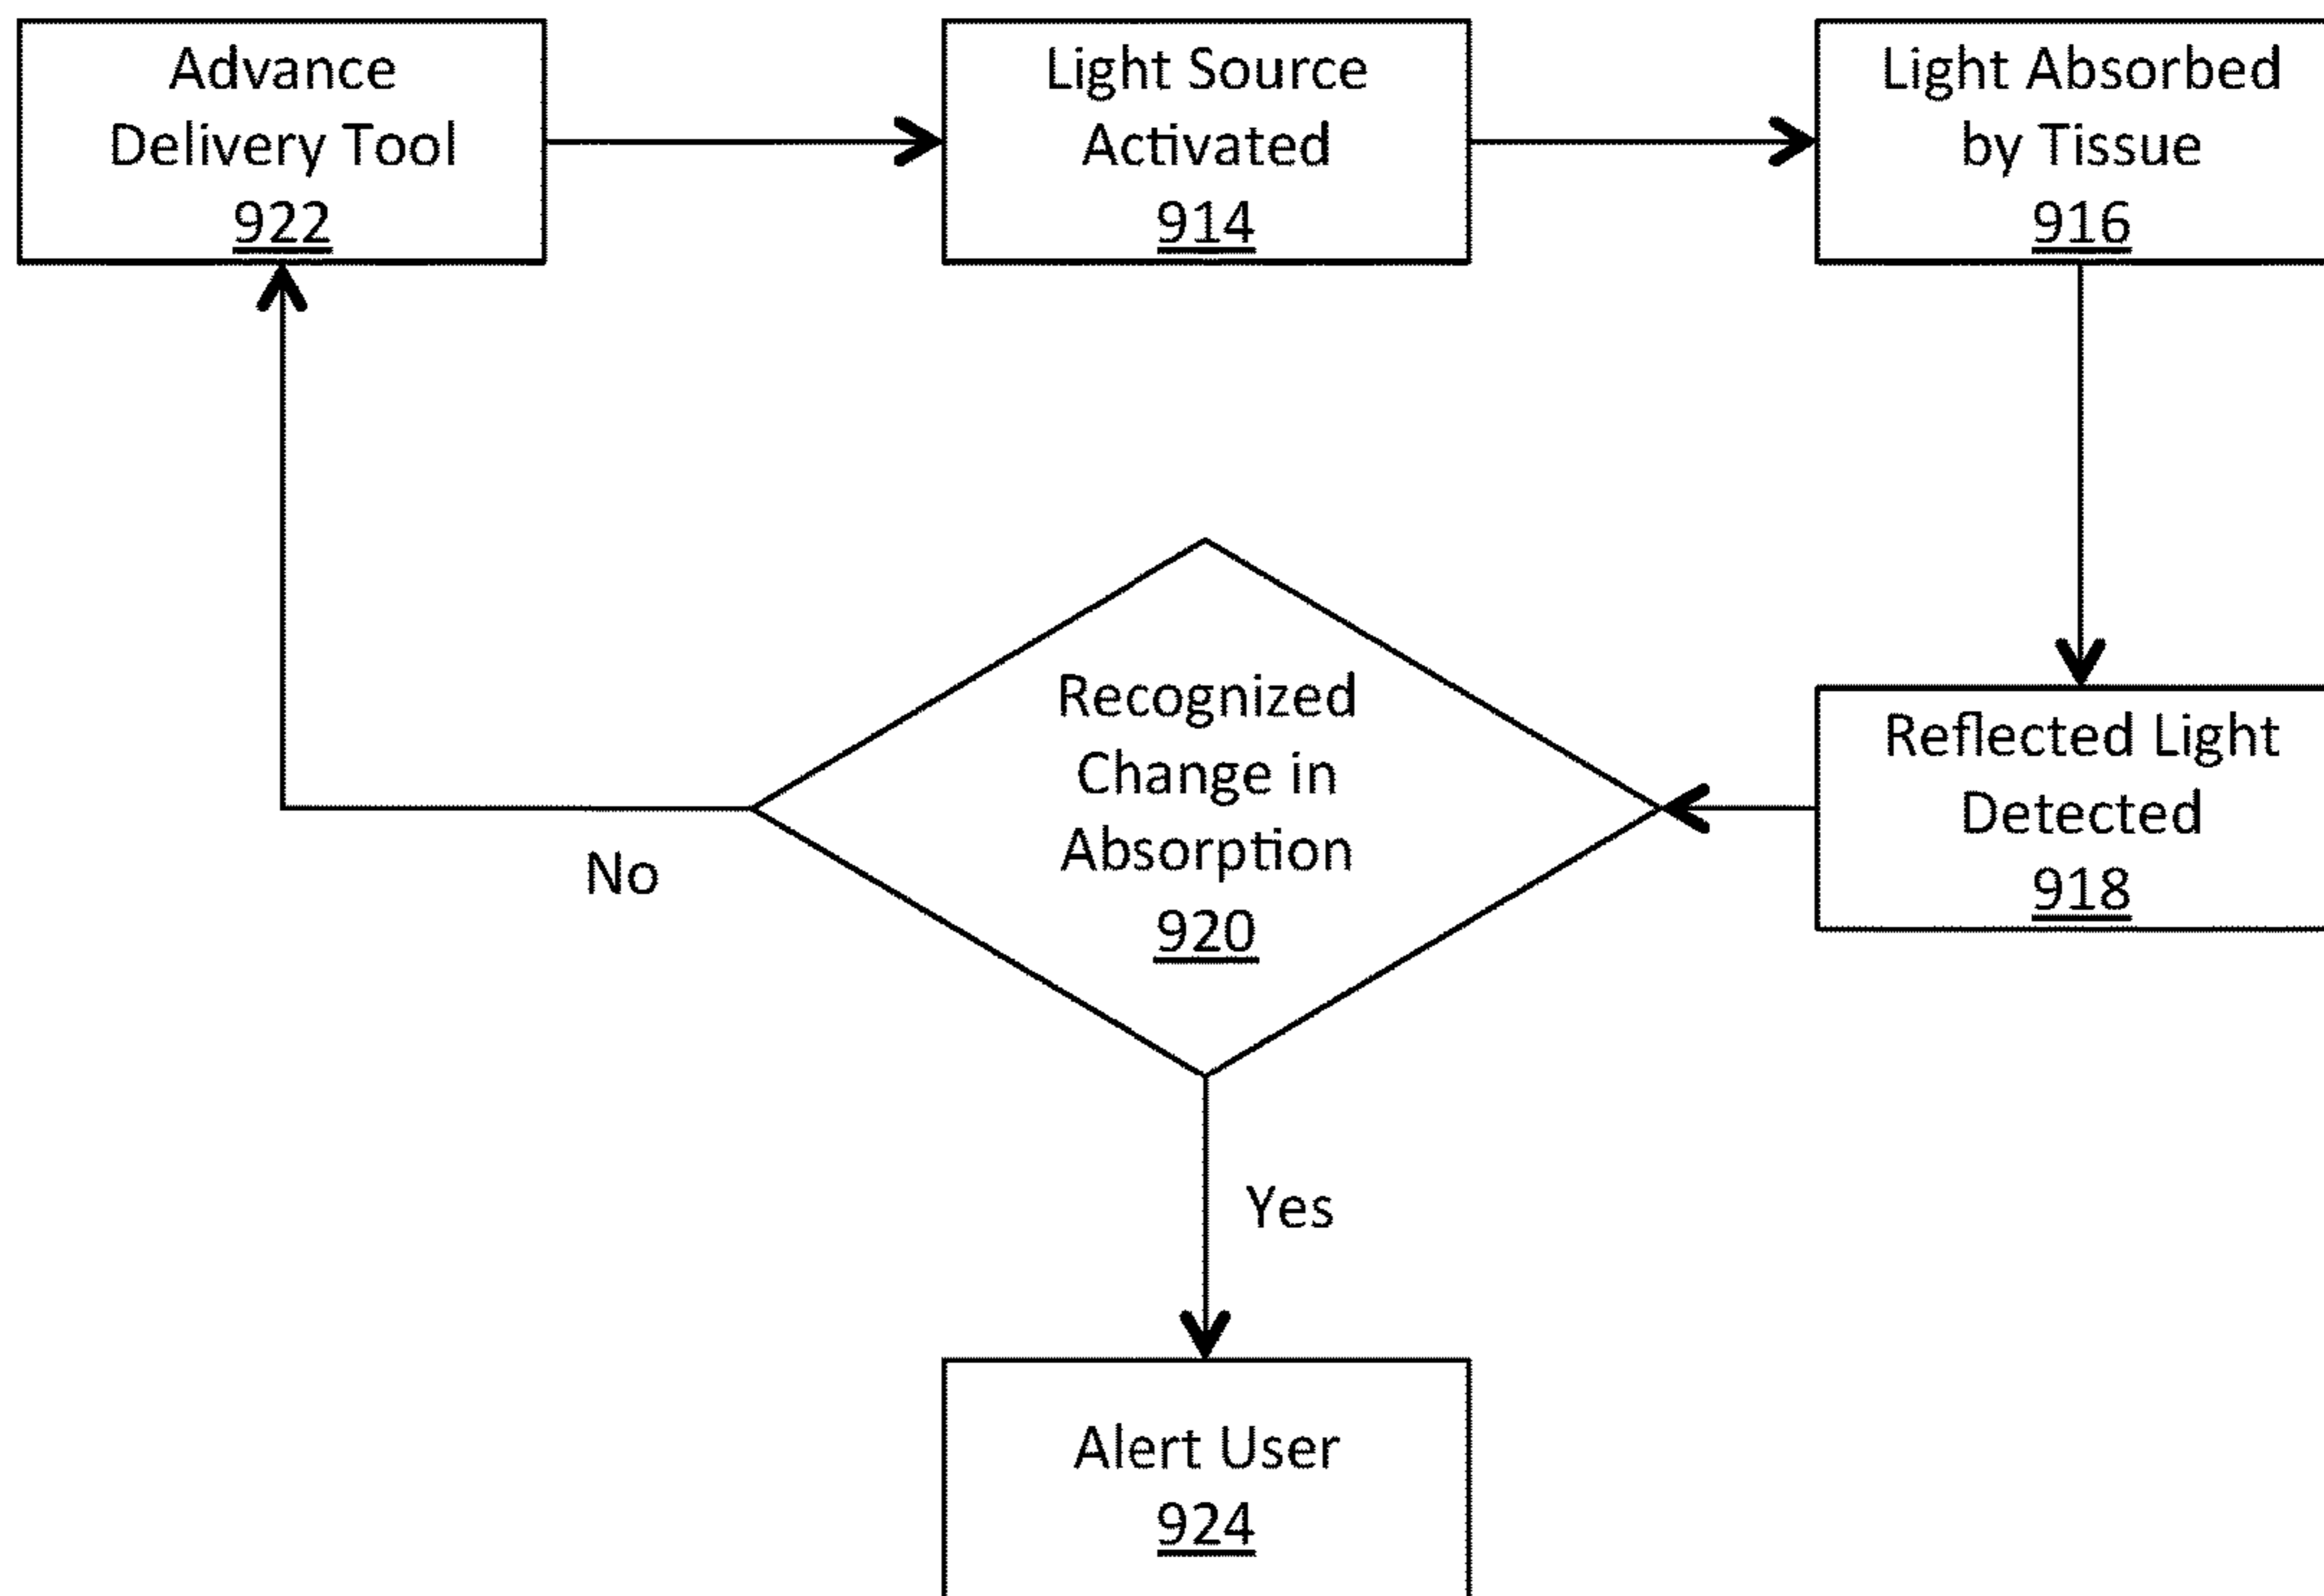 Advance
Delivery Tool
922
Light Source
Activated
914
Light Absorbed
by Tissue
916
Recognized
Change in
Absorption
920
Reflected Light
Detected
918
No
Yes
Alert User
924